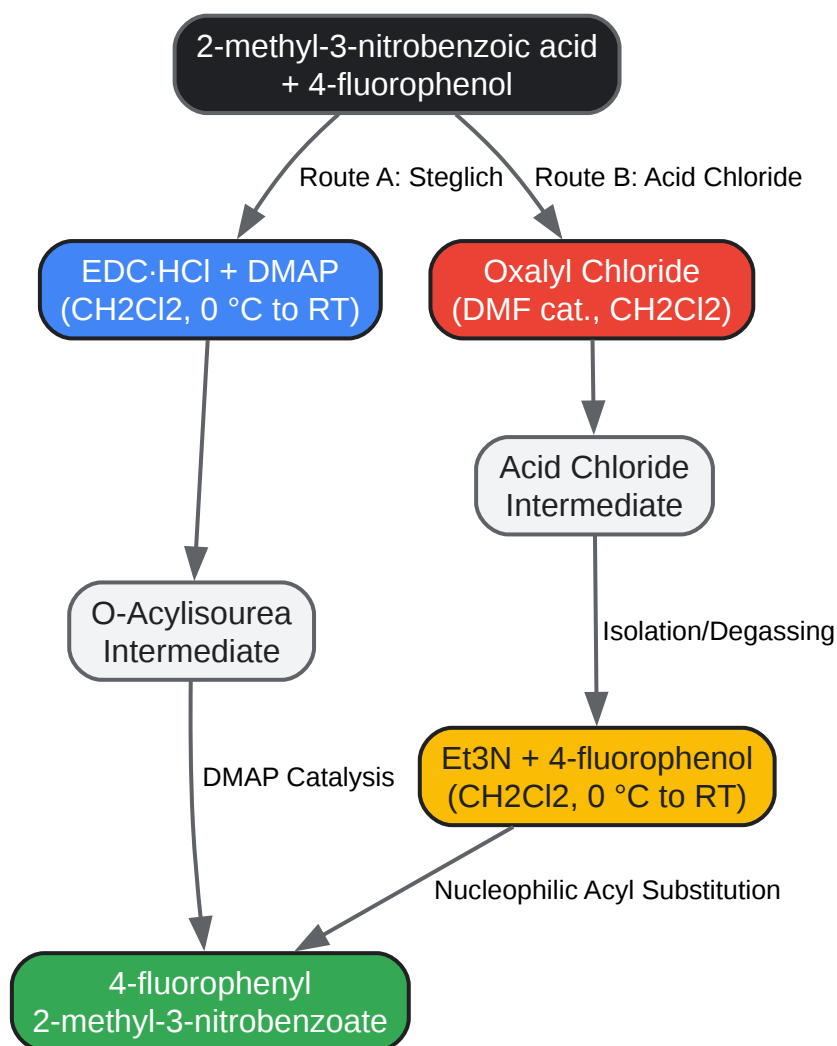 2-methyl-3-nitrobenzoic acid
+ 4-fluorophenol
Route A: Steglich
Route B: Acid Chloride
EDC·HCl + DMAP
(CH2Cl2, 0 °C to RT)
Oxalyl Chloride
(DMF cat., CH2Cl2)
Acid Chloride
Intermediate
O-Acylisourea
Intermediate
Isolation/Degassing
DMAP Catalysis
Et3N + 4-fluorophenol
(CH2Cl2, 0 °C to RT)
Nucleophilic Acyl Substitution
4-fluorophenyl
2-methyl-3-nitrobenzoate